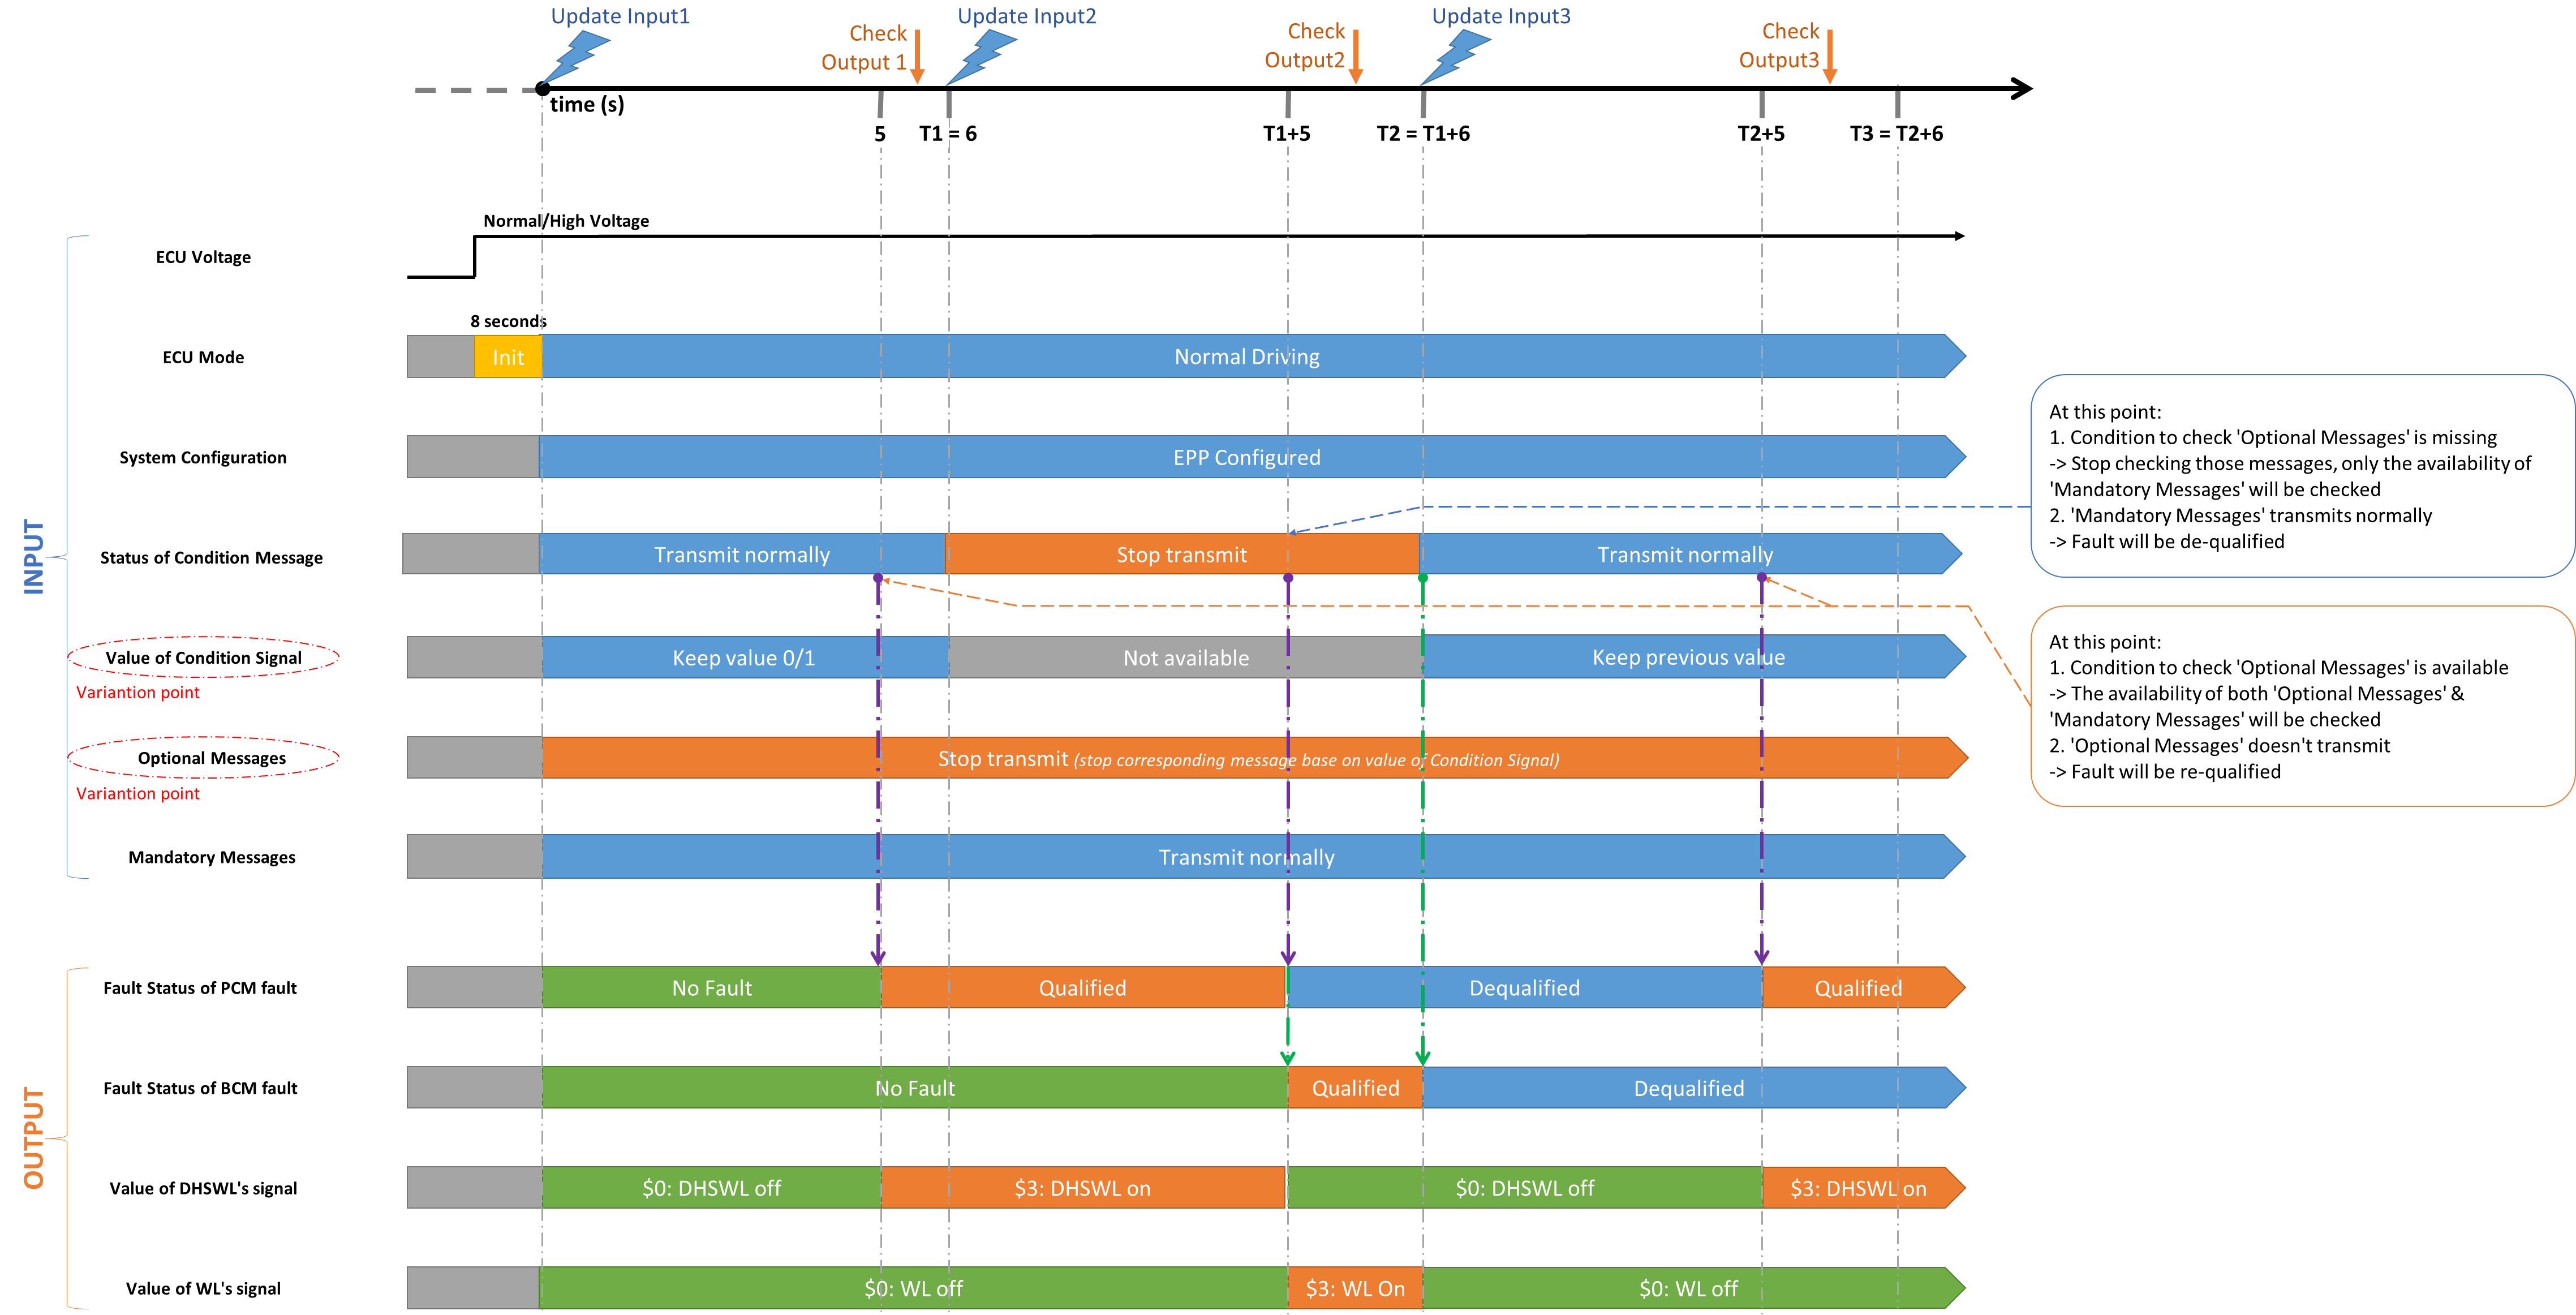 Update Input1
Update Input2
Update Input3
Check
Output 1
Check
Output2
Check
Output3
time (s)
5
T1 = 6
T1+5
T2 = T1+6
T2+5
T3 = T2+6
INPUT
ECU Voltage
Normal/High Voltage
8 seconds
ECU Mode
Init
Normal Driving
System Configuration
EPP Configured
Status of Condition Message
Transmit normally
Stop transmit
Transmit normally
Value of Condition Signal
Variantion point
Keep value 0/1
Not available
Keep previous value
Optional Messages
Variantion point
Stop transmit (stop corresponding message base on value of Condition Signal)
Mandatory Messages
Transmit normally
At this point:
1. Condition to check 'Optional Messages' is missing
-> Stop checking those messages, only the availability of
'Mandatory Messages' will be checked
2. 'Mandatory Messages' transmits normally
-> Fault will be de-qualified
At this point:
1. Condition to check 'Optional Messages' is available
-> The availability of both 'Optional Messages' &
'Mandatory Messages' will be checked
2. 'Optional Messages' doesn't transmit
-> Fault will be re-qualified
OUTPUT
Fault Status of PCM fault
No Fault
Qualified
Dequalified
Qualified
Fault Status of BCM fault
No Fault
Qualified
Dequalified
Value of DHSWL's signal
$0: DHSWL off
$3: DHSWL on
$0: DHSWL off
$3: DHSWL on
Value of WL's signal
$0: WL off
$3: WL On
$0: WL off